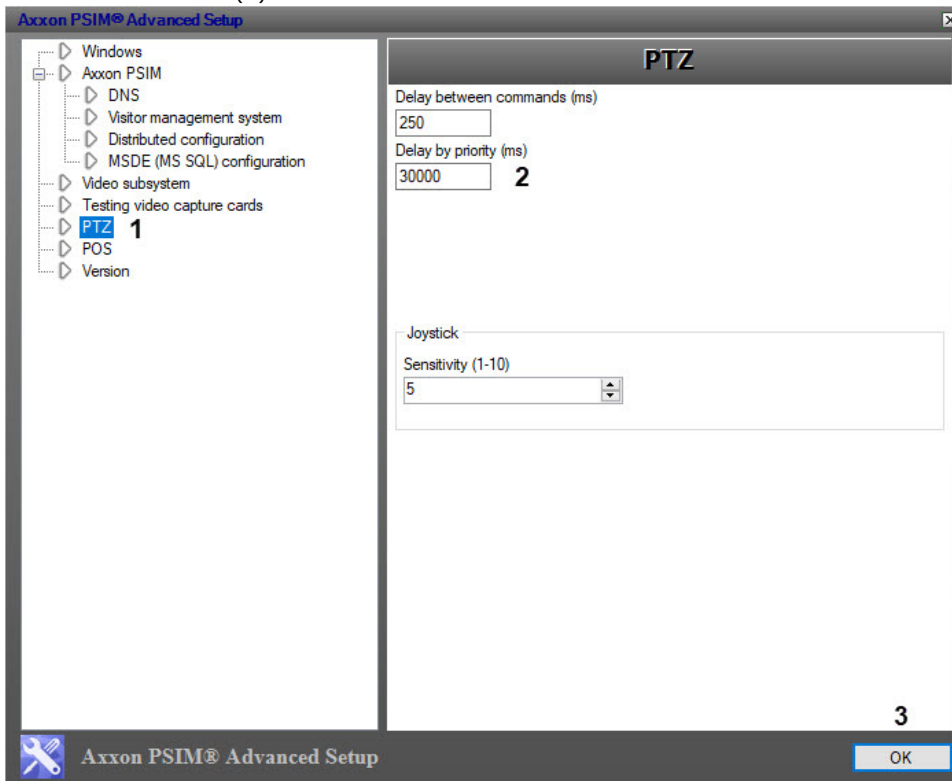 Axxon PSIM® Advanced Setup
Windows
Axxon PSIM
DNS
Visitor management system
Distributed configuration
MSDE (MS SQL) configuration
Video subsystem
Testing video capture cards
PTZ 1
POS
Version
PTZ
Delay between commands (ms)
250
Delay by priority (ms)
30000 2
Joystick
Sensitivity (1-10)
5
3
Axxon PSIM® Advanced Setup
OK